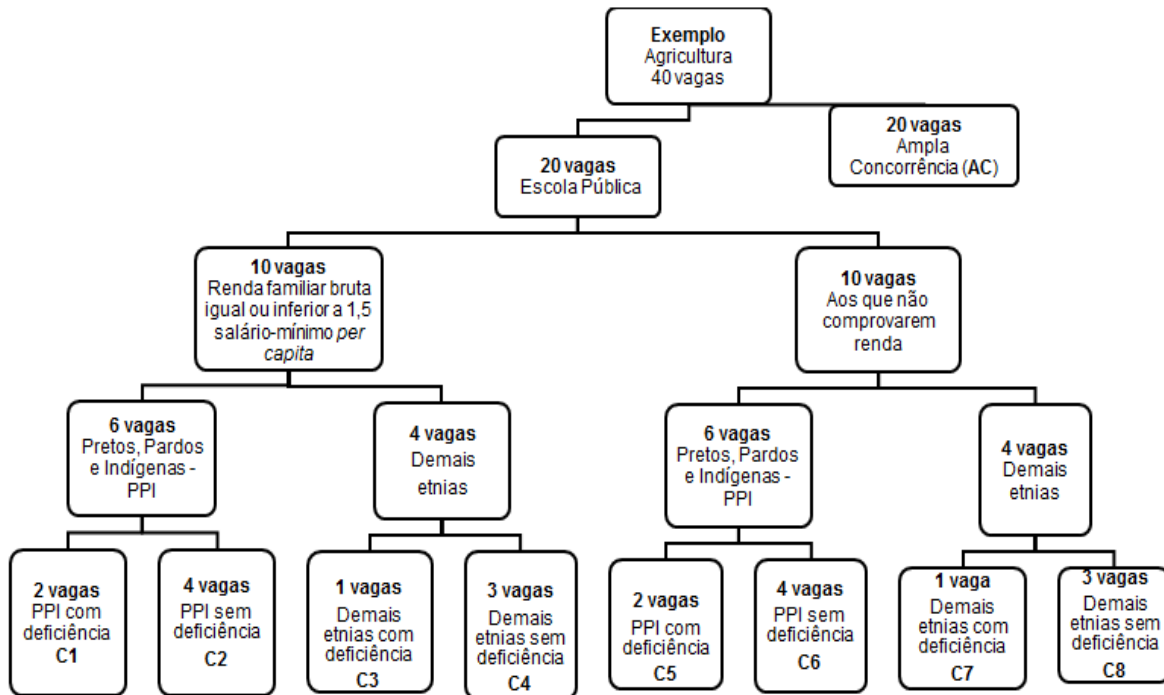 Exemplo
Agricultura
40 vagas
20 vagas
Ampla
Concorrência (AC)
20 vagas
Escola Pública
10 vagas
Renda familiar bruta
igual ou inferior a 1,5
salário-mínimo per
capita
10 vagas
Aos que não
comprovarem
renda
6 vagas
Pretos, Pardos
e Indígenas -
PPI
4 vagas
Demais
etnias
6 vagas
Pretos, Pardos
e Indígenas -
PPI
4 vagas
Demais
etnias
2 vagas
PPI com
deficiência
C1
4 vagas
PPI sem
deficiência
C2
1 vagas
Demais
etnias com
deficiência
C3
3 vagas
Demais
etnias sem
deficiência
C4
2 vagas
PPI com
deficiência
C5
4 vagas
PPI sem
deficiência
C6
1 vaga
Demais
etnias com
deficiência
C7
3 vagas
Demais
etnias sem
deficiência
C8